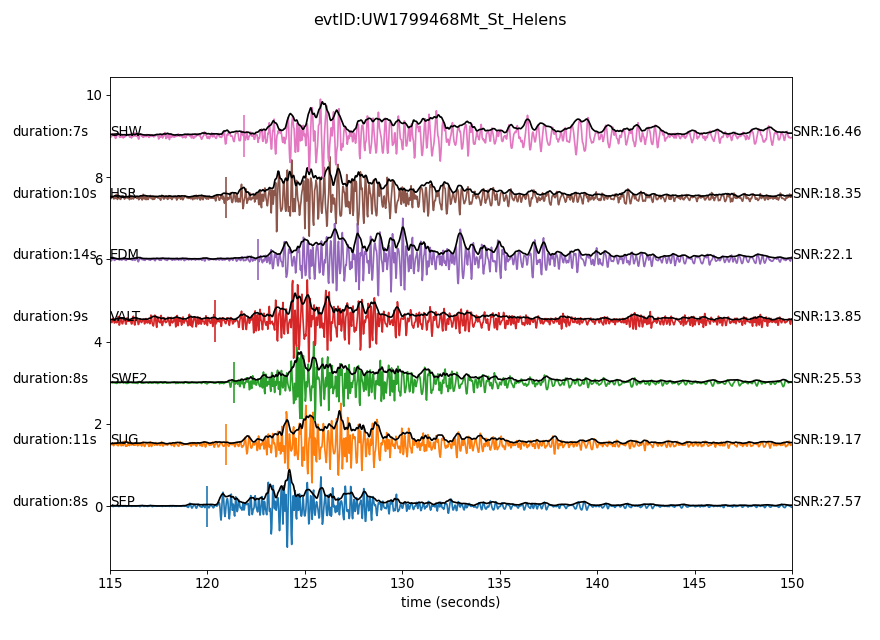 evtID:UW1799468Mt_St_Helens
10
duration:7s SHW SNR:16.46
8
duration:10s HSR SNR:18.35
duration:14s EDM SNR:22.1
6
duration:9s VALT SNR:13.85
4
duration:8s SWF2 SNR:25.53
2
duration:11s SUG SNR:19.17
duration:8s SEP SNR:27.57
0
115 120 125 130 135 140 145 150
time (seconds)